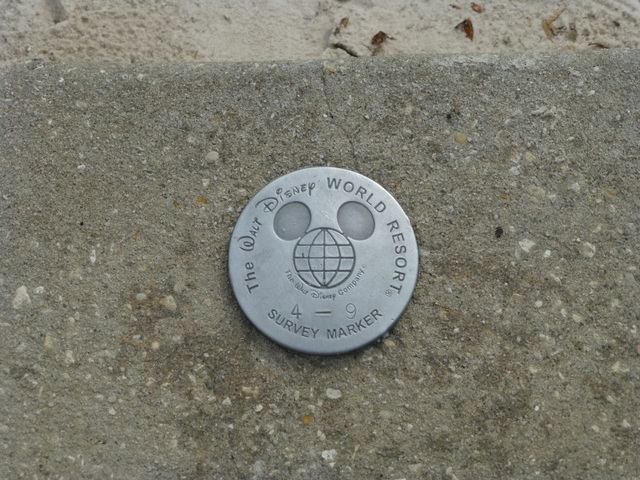 The WALT DISNEY WORLD RESORT®
The Walt Disney Company
4 - 9
SURVEY MARKER